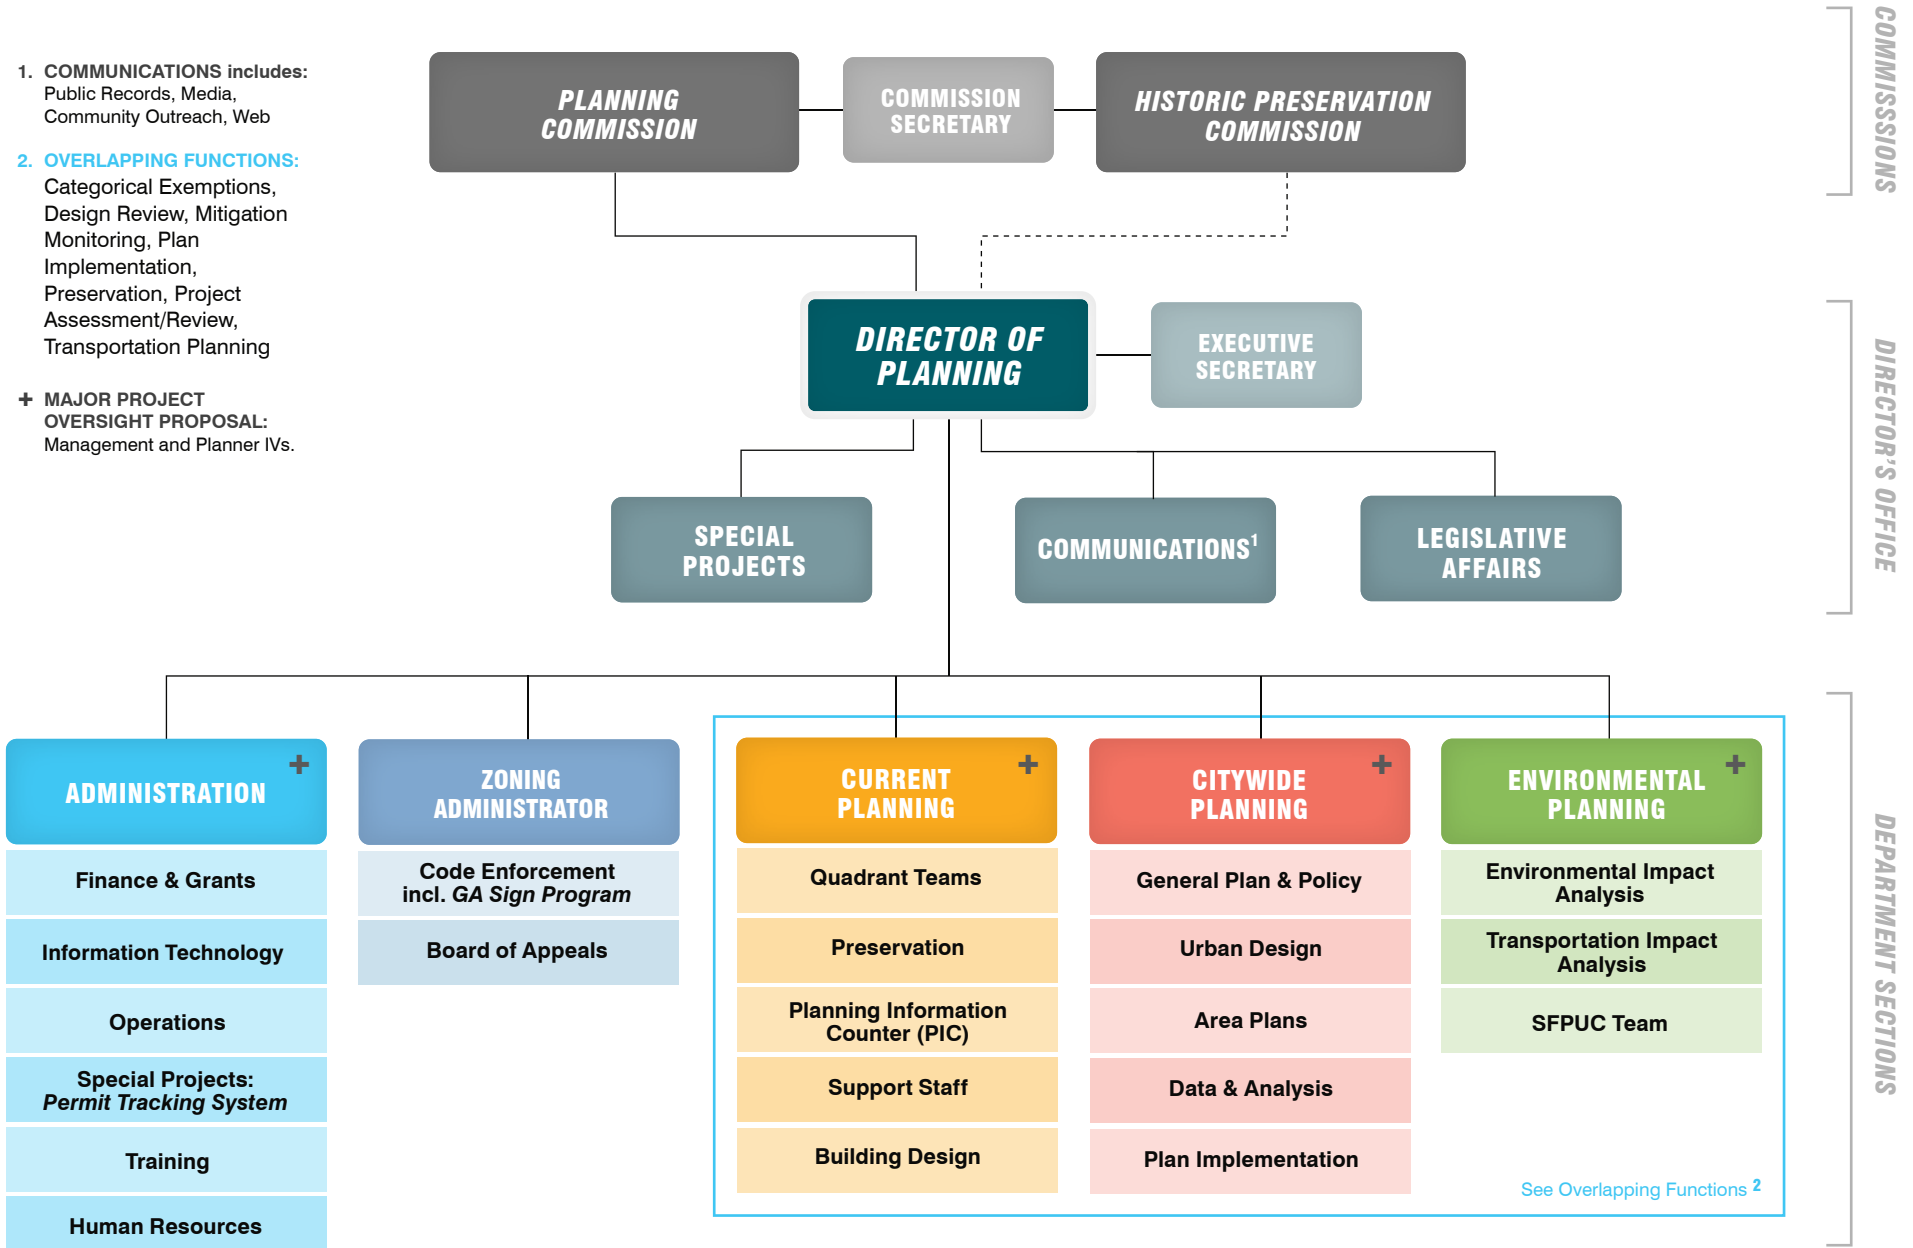 1. COMMUNICATIONS includes:
Public Records, Media,
Community Outreach, Web
2. OVERLAPPING FUNCTIONS:
Categorical Exemptions,
Design Review, Mitigation
Monitoring, Plan
Implementation,
Preservation, Project
Assessment/Review,
Transportation Planning
+ MAJOR PROJECT
OVERSIGHT PROPOSAL:
Management and Planner IVs.
PLANNING
COMMISSION
COMMISSION
SECRETARY
HISTORIC PRESERVATION
COMMISSION
COMMISSSIONS
DIRECTOR OF
PLANNING
EXECUTIVE
SECRETARY
SPECIAL
PROJECTS
COMMUNICATIONS1
LEGISLATIVE
AFFAIRS
DIRECTOR'S OFFICE
ADMINISTRATION +
Finance & Grants
Information Technology
Operations
Special Projects:
Permit Tracking System
Training
Human Resources
ZONING
ADMINISTRATOR
Code Enforcement
incl. GA Sign Program
Board of Appeals
CURRENT +
PLANNING
Quadrant Teams
Preservation
Planning Information
Counter (PIC)
Support Staff
Building Design
CITYWIDE +
PLANNING
General Plan & Policy
Urban Design
Area Plans
Data & Analysis
Plan Implementation
ENVIRONMENTAL +
PLANNING
Environmental Impact
Analysis
Transportation Impact
Analysis
SFPUC Team
See Overlapping Functions 2
DEPARTMENT SECTIONS